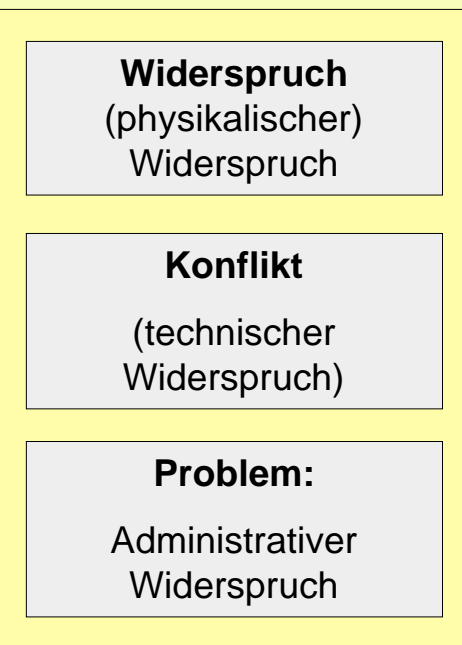 Widerspruch
(physikalischer)
Widerspruch
Konflikt
(technischer
Widerspruch)
Problem:
Administrativer
Widerspruch